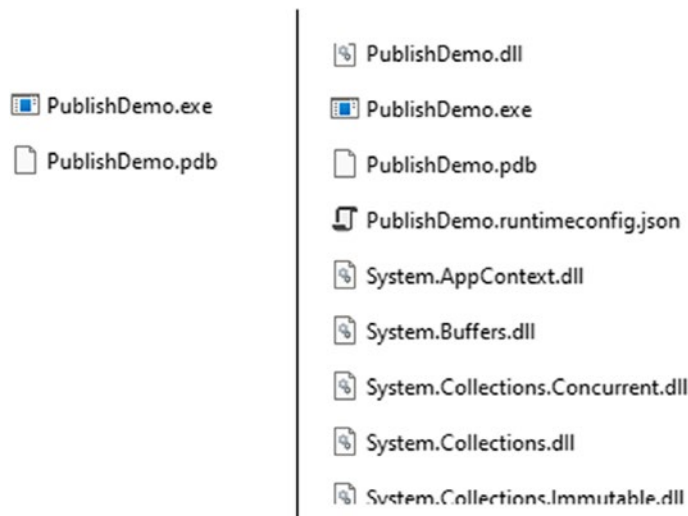 PublishDemo.exe
PublishDemo.pdb
PublishDemo.dll
PublishDemo.exe
PublishDemo.pdb
PublishDemo.runtimeconfig.json
System.AppContext.dll
System.Buffers.dll
System.Collections.Concurrent.dll
System.Collections.dll
System.Collections.Immutable.dll